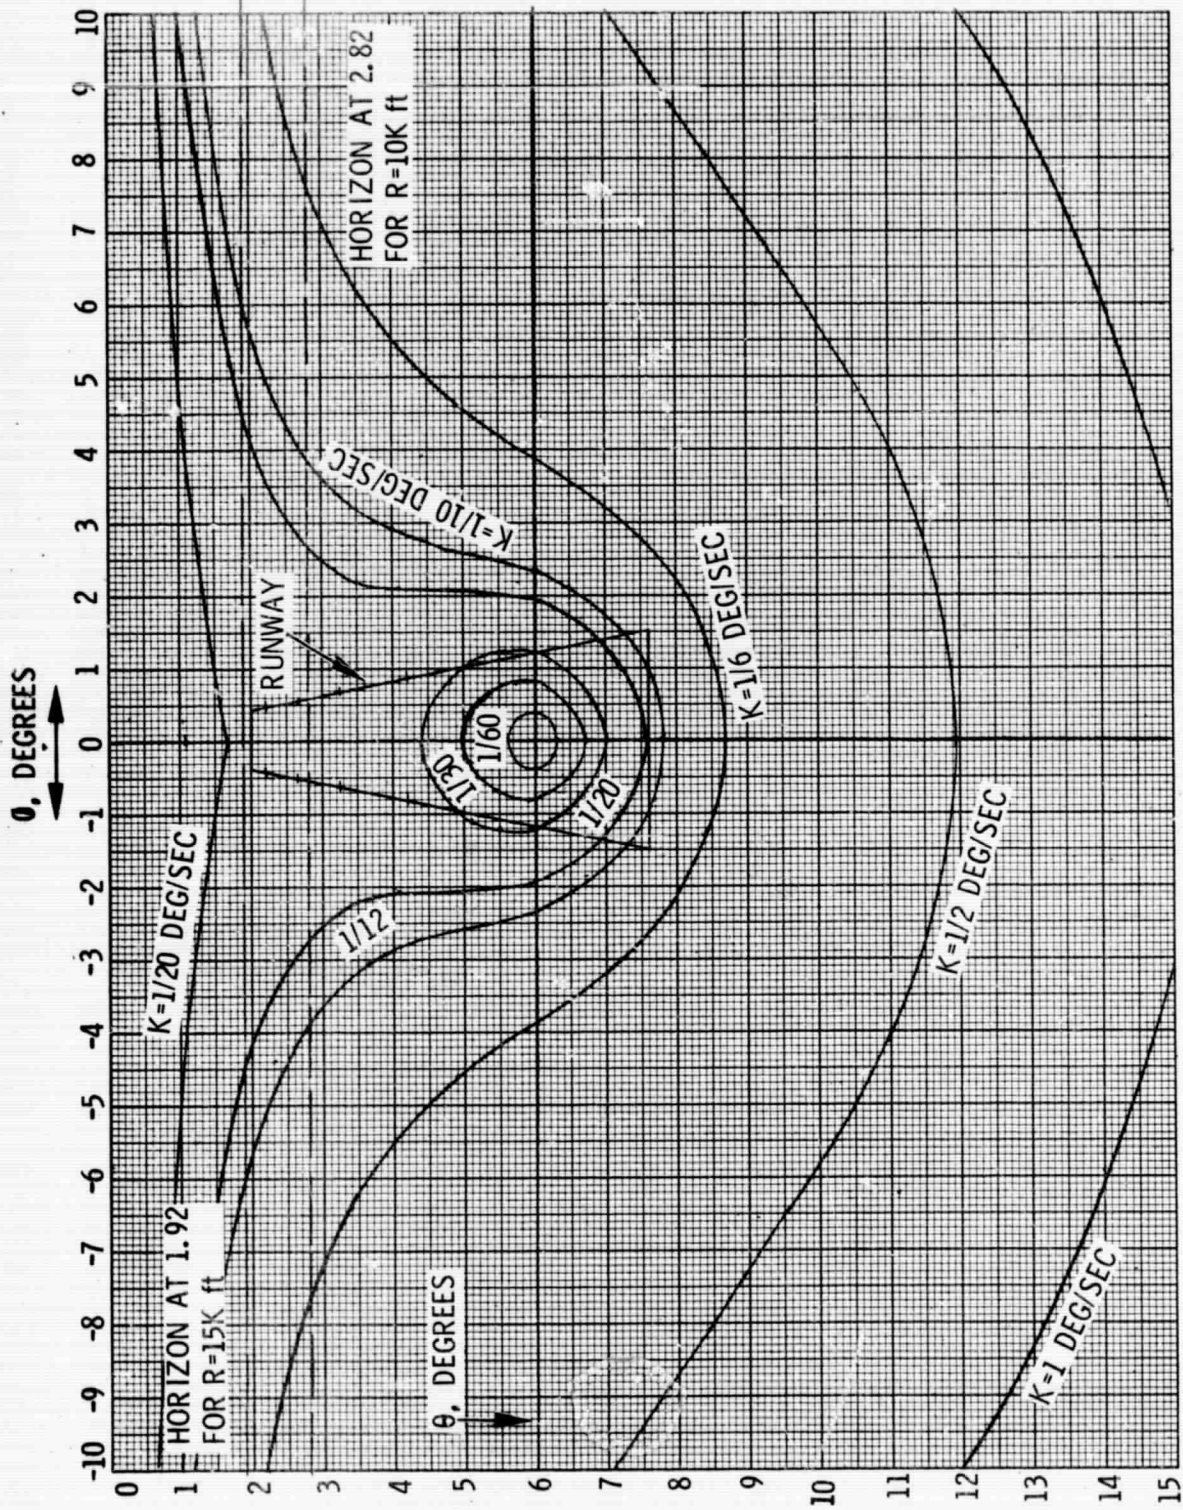 0, DEGREES
-10 -9 -8 -7 -6 -5 -4 -3 -2 -1 0 1 2 3 4 5 6 7 8 9 10
0
1
2
3
4
5
6
7
8
9
10
11
12
13
14
15
K=1/20 DEG/SEC
HORIZON AT 1.92
FOR R=15K ft
RUNWAY
HORIZON AT 2.82
FOR R=10K ft
1/12
K=1/10 DEG/SEC
1/30
1/60
1/20
θ, DEGREES
K=1/6 DEG/SEC
K=1/2 DEG/SEC
K=1 DEG/SEC